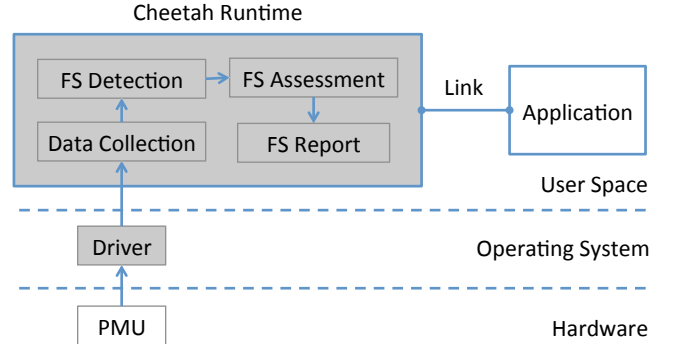 Cheetah Runtime
FS Detection
FS Assessment
Link
Application
Data Collection
FS Report
User Space
Driver
Operating System
PMU
Hardware